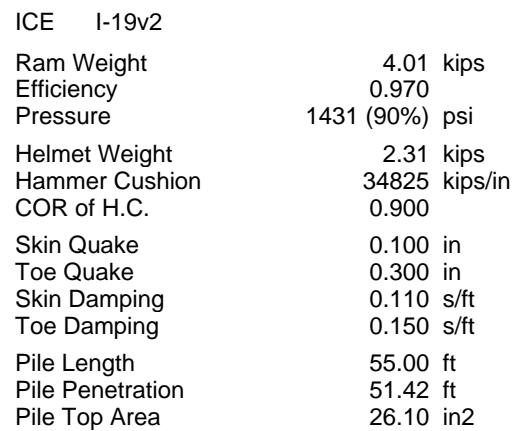 ICE I-19v2
Ram Weight 4.01 kips
Efficiency 0.970
Pressure 1431 (90%) psi
Helmet Weight 2.31 kips
Hammer Cushion 34825 kips/in
COR of H.C. 0.900
Skin Quake 0.100 in
Toe Quake 0.300 in
Skin Damping 0.110 s/ft
Toe Damping 0.150 s/ft
Pile Length 55.00 ft
Pile Penetration 51.42 ft
Pile Top Area 26.10 in2